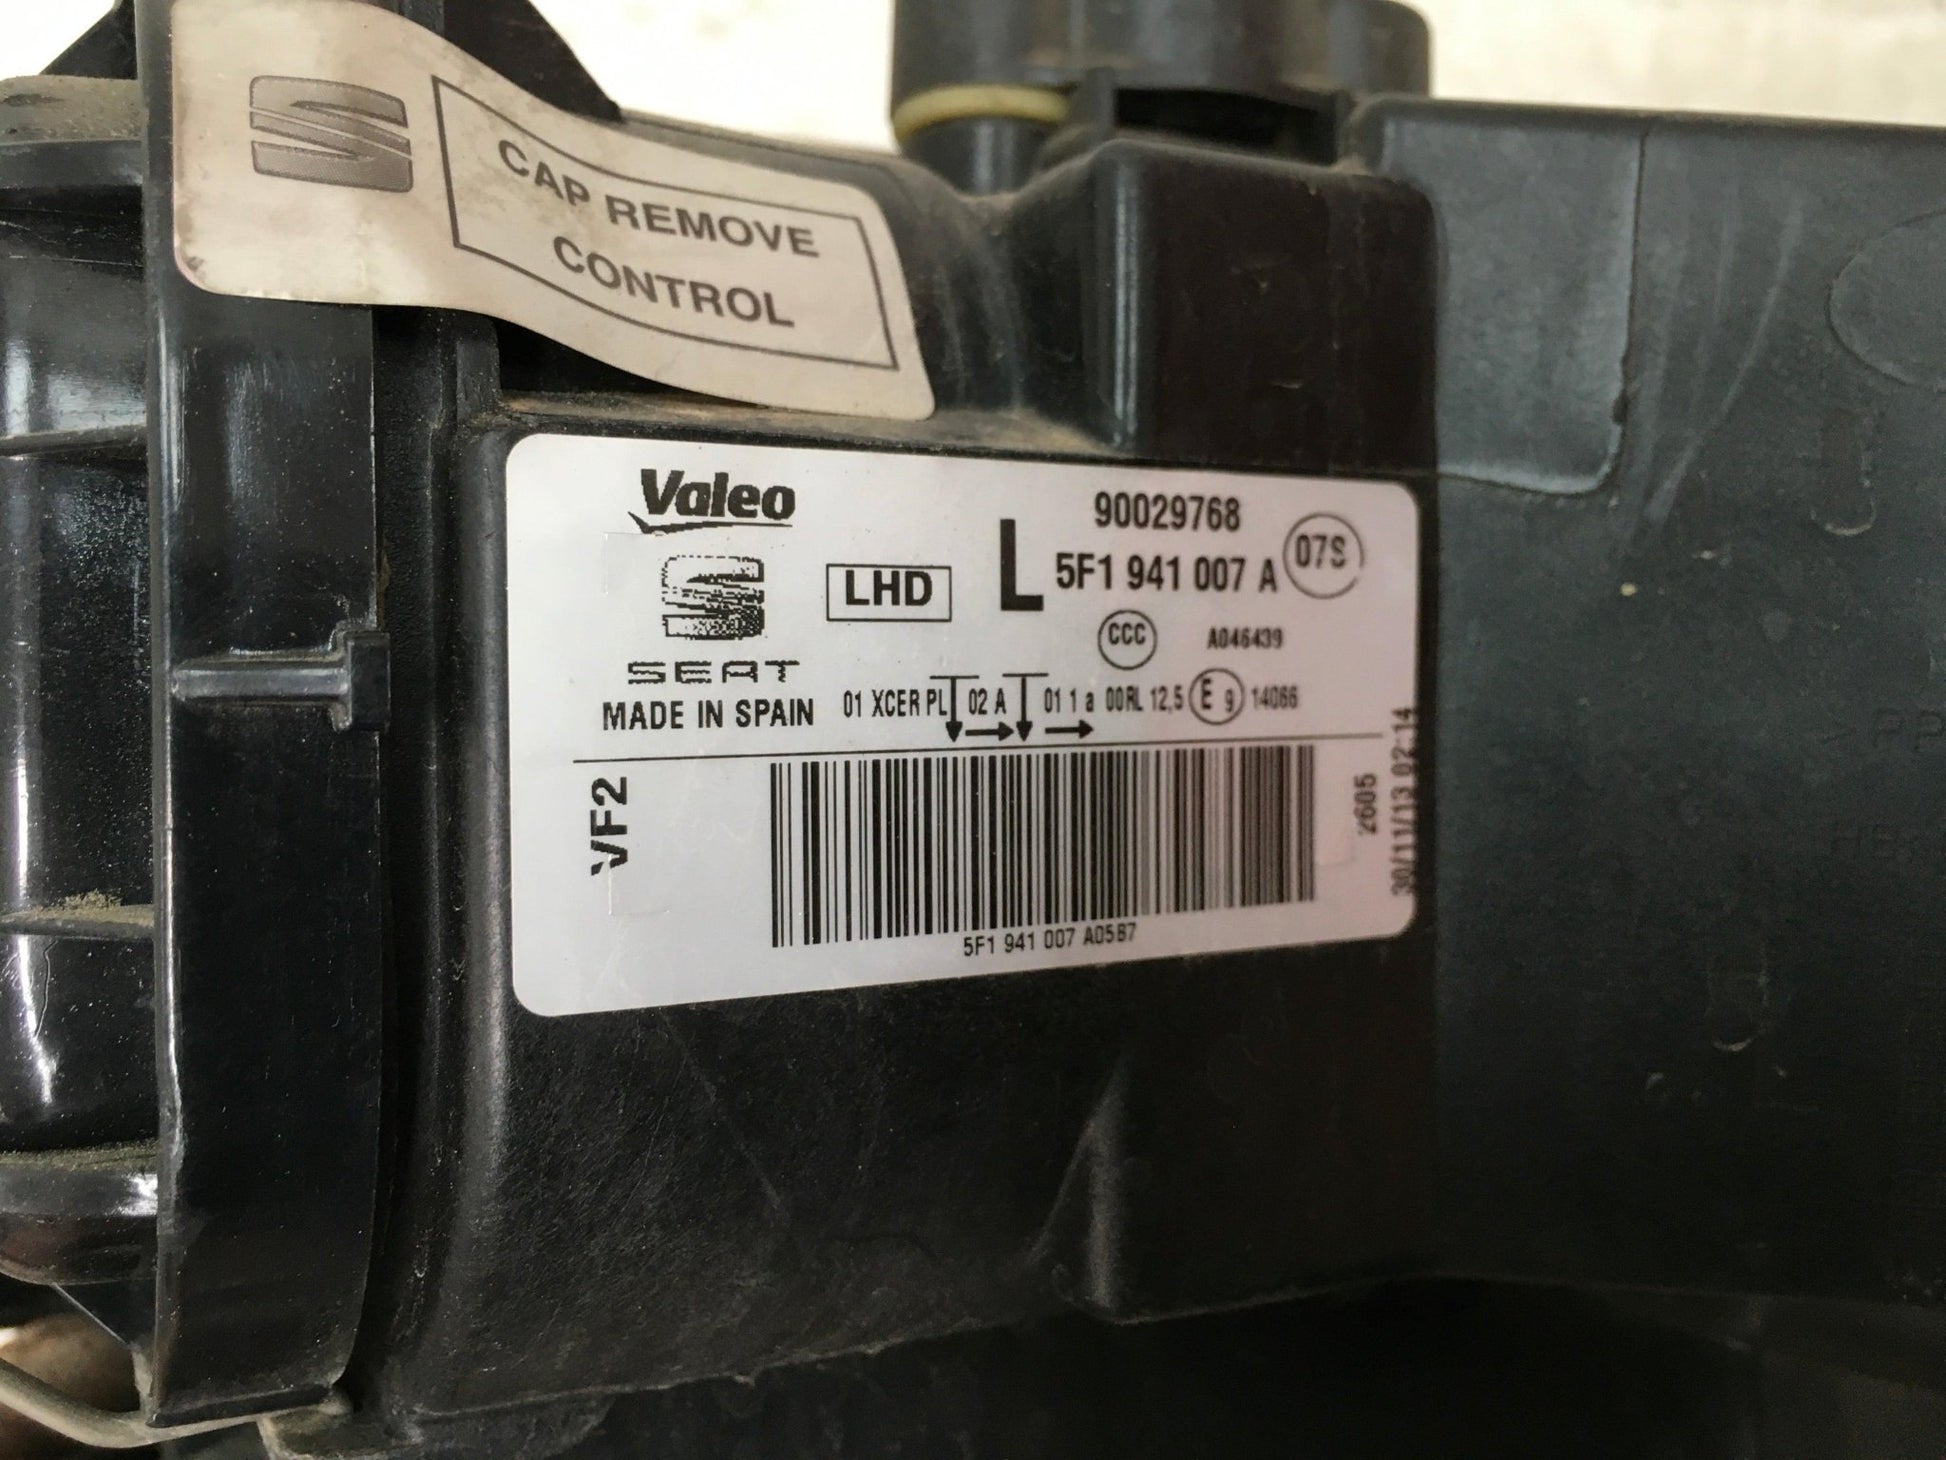 CAP REMOVE
CONTROL
Valeo
90029768
LHD
L
5F1 941 007 A
07S
CCC
A046439
SEAT
MADE IN SPAIN
01 XCER PL 02 A 01 1 a 00RL 12,5 E 9 14066
VF2
2605
30/11/13 02:14
5F1 941 007 A05B7